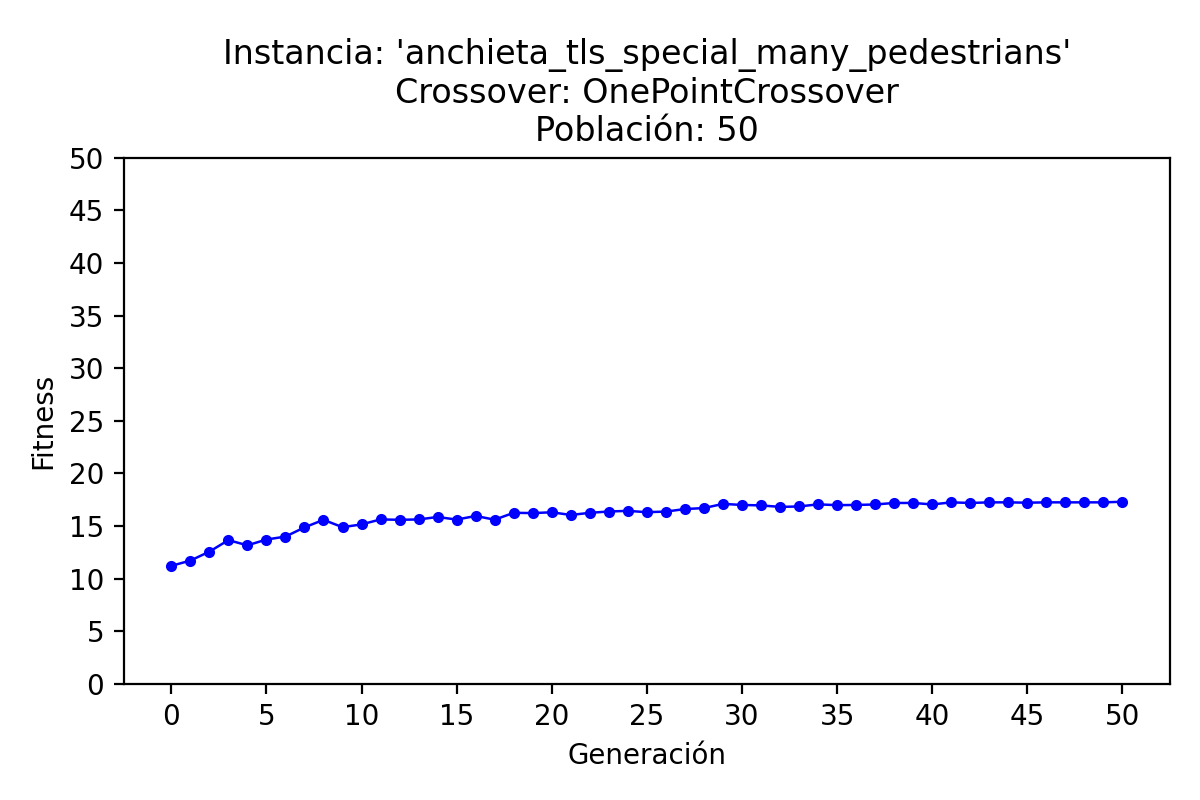 Instancia: 'anchieta_tls_special_many_pedestrians'
Crossover: OnePointCrossover
Población: 50
50
45
40
35
30
25
20
15
10
5
0
Fitness
0 5 10 15 20 25 30 35 40 45 50
Generación